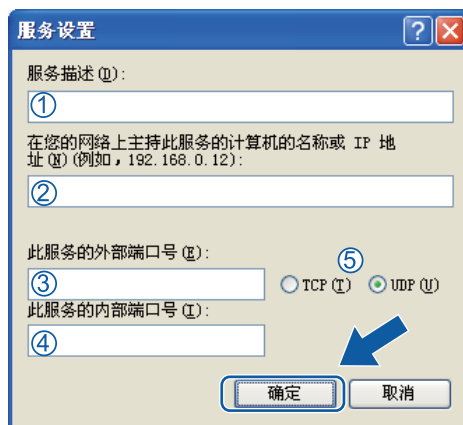 服务设置
服务描述(D):
①
在您的网络上主持此服务的计算机的名称或 IP 地
址(N)(例如，192.168.0.12):
②
此服务的外部端口号(E):
⑤
③ TCP(T) UDP(U)
此服务的内部端口号(I):
④
确定 取消